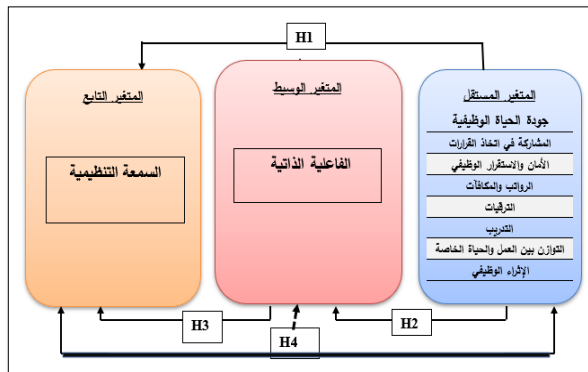 H1
المتغير المستقل
جودة الحياة الوظيفية
المشاركة في اتخاذ القرارات
الأمان والاستقرار الوظيفي
الرواتب والمكافآت
الترقيات
التدريب
التوازن بين العمل والحياة الخاصة
الإثراء الوظيفي
المتغير الوسيط
الفاعلية الذاتية
المتغير التابع
السمعة التنظيمية
H2
H3
H4